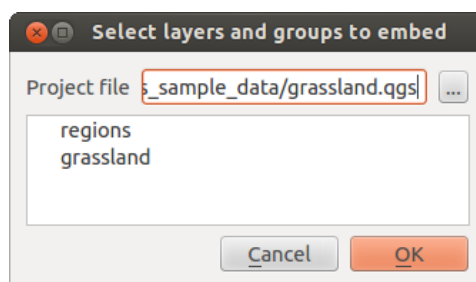 Select layers and groups to embed
Project file s_sample_data/grassland.qgs ...
regions
grassland
Cancel OK